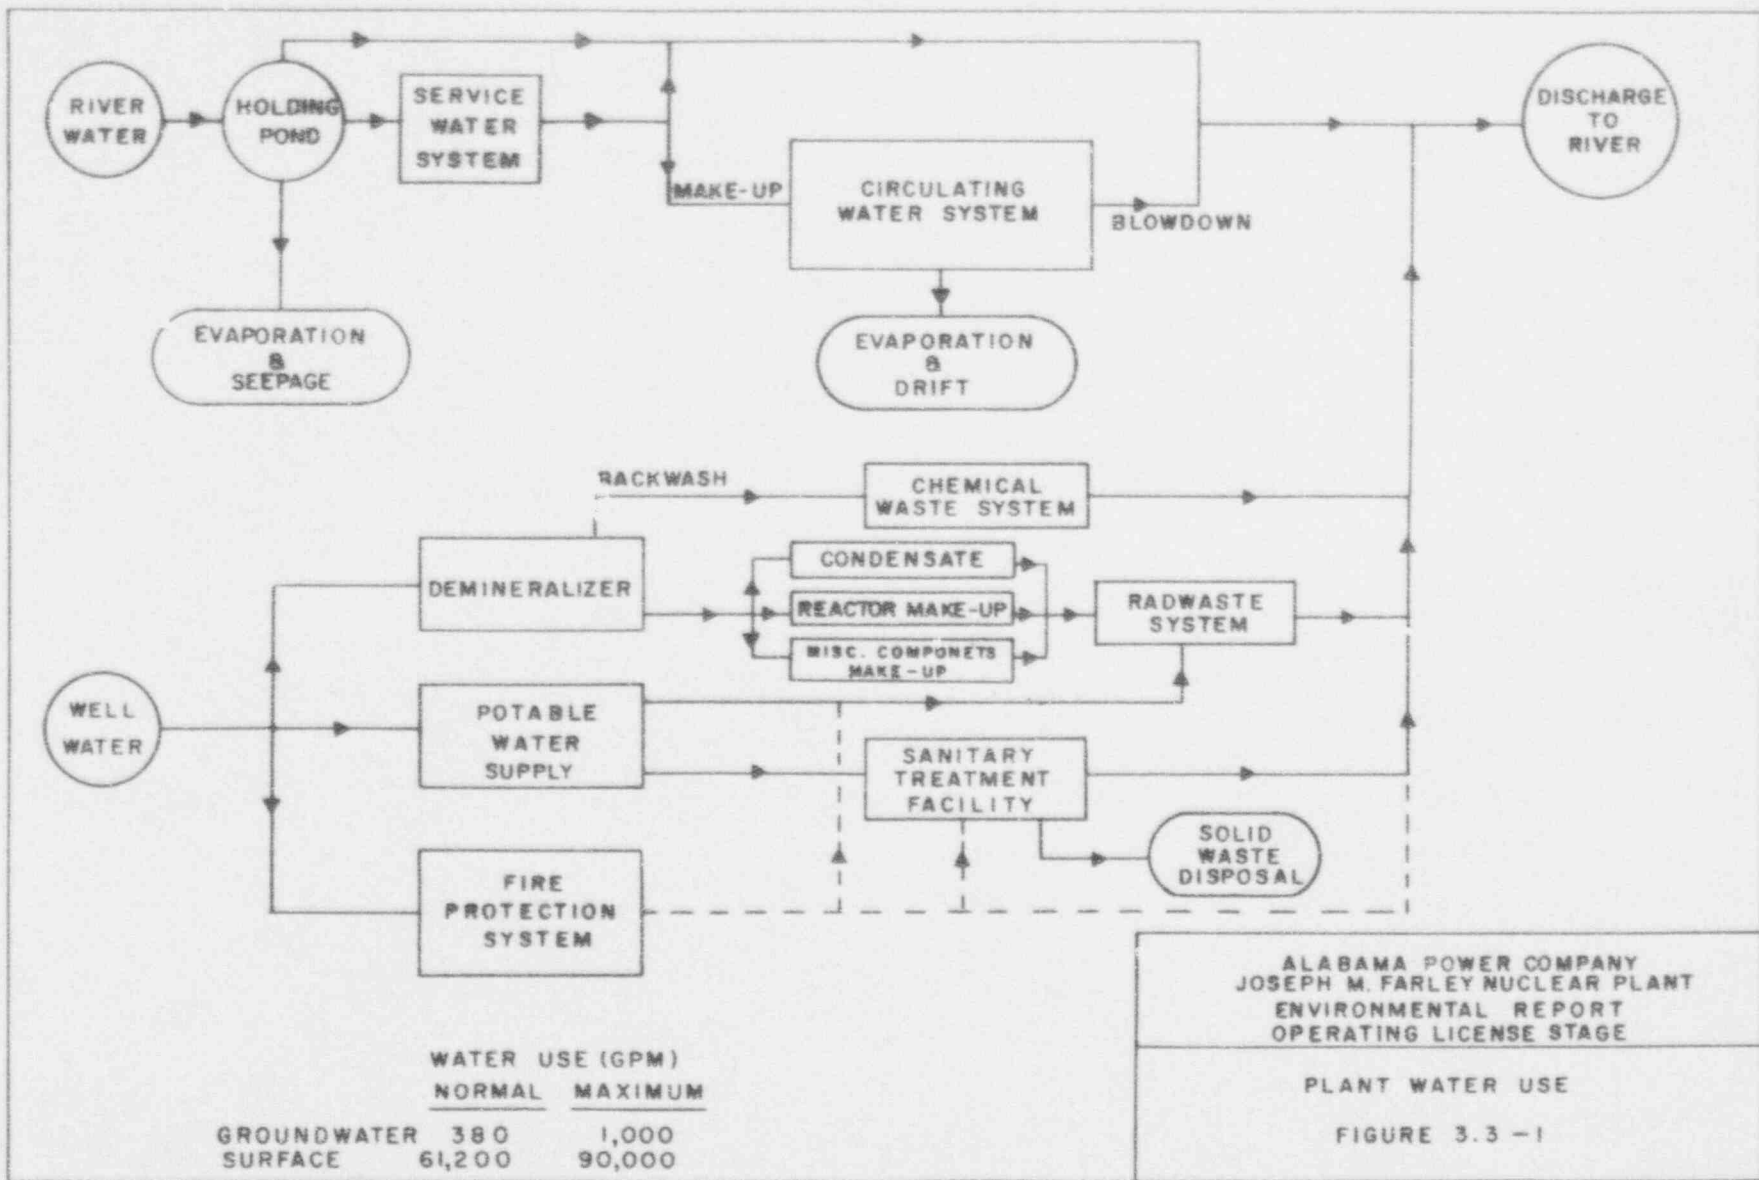 RIVER
WATER
HOLDING
POND
SERVICE
WATER
SYSTEM
MAKE-UP
CIRCULATING
WATER SYSTEM
BLOWDOWN
DISCHARGE
TO
RIVER
EVAPORATION
&
SEEPAGE
EVAPORATION
&
DRIFT
BACKWASH
CHEMICAL
WASTE SYSTEM
DEMINERALIZER
CONDENSATE
REACTOR MAKE-UP
MISC. COMPONETS
MAKE-UP
RADWASTE
SYSTEM
WELL
WATER
POTABLE
WATER
SUPPLY
SANITARY
TREATMENT
FACILITY
SOLID
WASTE
DISPOSAL
FIRE
PROTECTION
SYSTEM
WATER USE (GPM)
NORMAL MAXIMUM
GROUNDWATER 380 1,000
SURFACE 61,200 90,000
ALABAMA POWER COMPANY
JOSEPH M. FARLEY NUCLEAR PLANT
ENVIRONMENTAL REPORT
OPERATING LICENSE STAGE
PLANT WATER USE
FIGURE 3.3-1